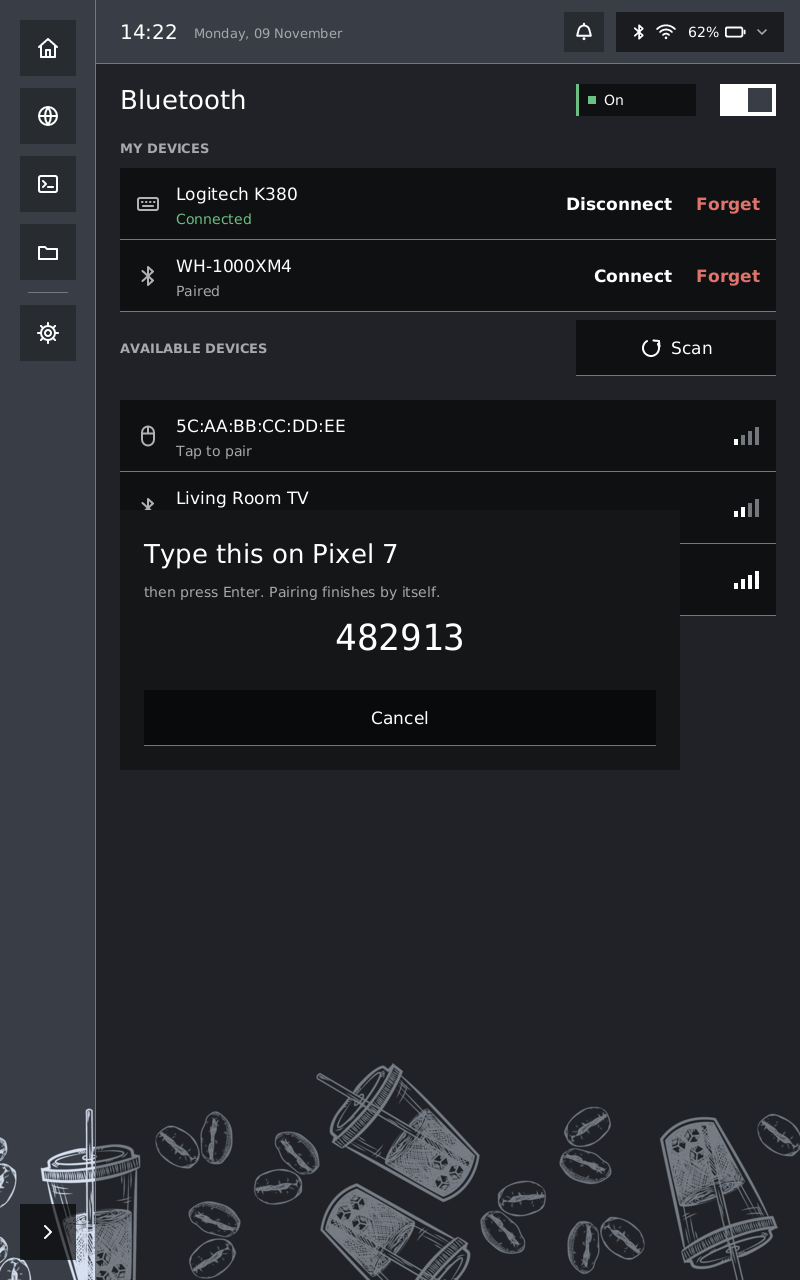 14:22 Monday, 09 November
62%
Bluetooth
On
MY DEVICES
Logitech K380
Connected
Disconnect Forget
WH-1000XM4
Paired
Connect Forget
AVAILABLE DEVICES
Scan
5C:AA:BB:CC:DD:EE
Tap to pair
Living Room TV
Type this on Pixel 7
then press Enter. Pairing finishes by itself.
482913
Cancel